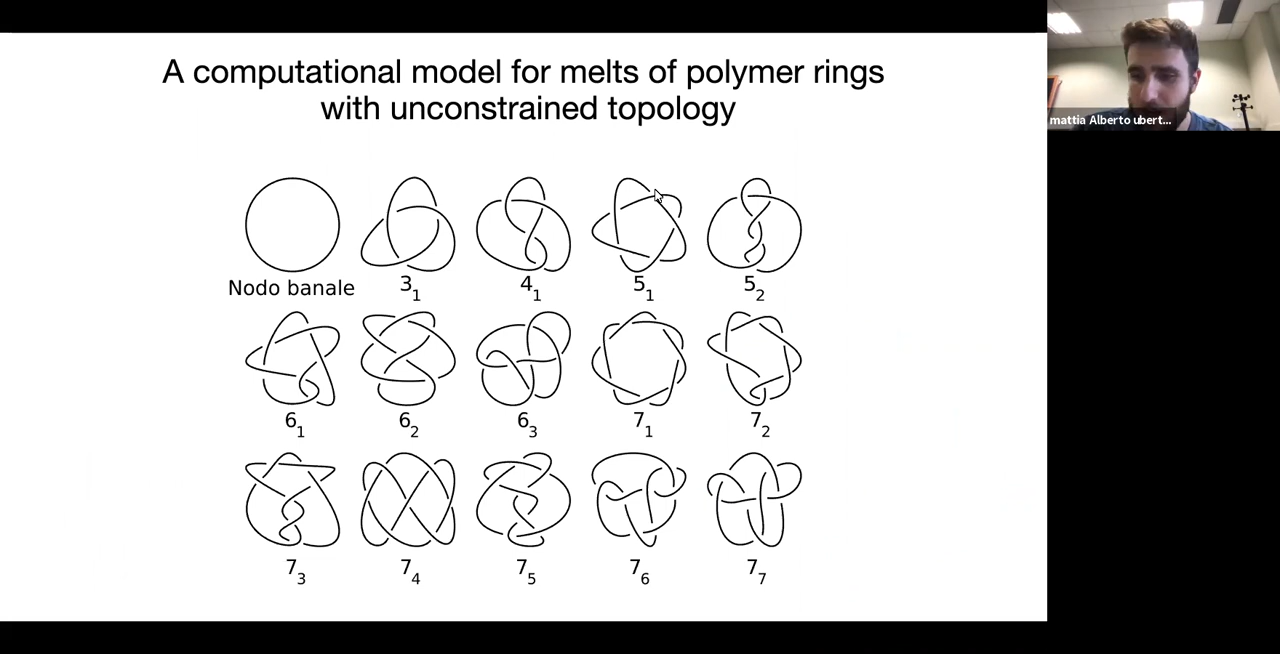 A computational model for melts of polymer rings
with unconstrained topology
mattia Alberto ubert...
Nodo banale 3₁ 4₁ 5₁ 5₂
6₁ 6₂ 6₃ 7₁ 7₂
7₃ 7₄ 7₅ 7₆ 7₇